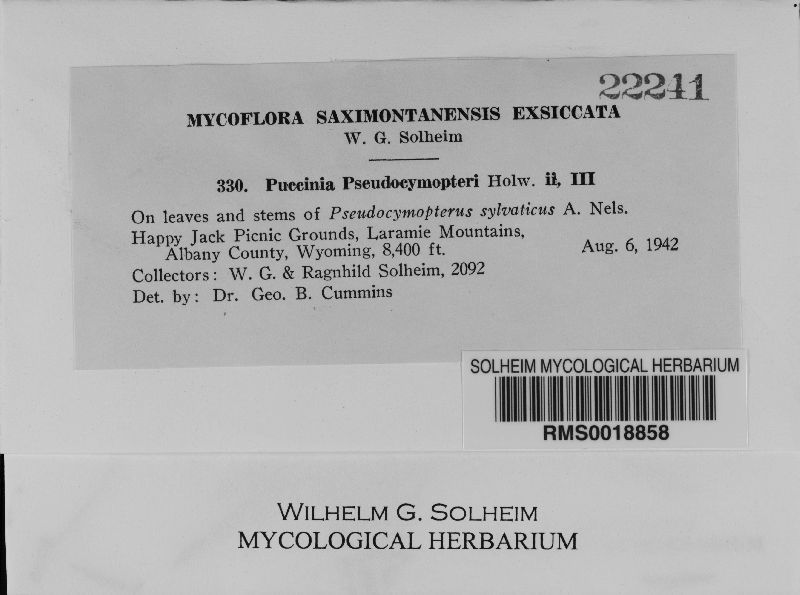 22241
MYCOFLORA SAXIMONTANENSIS EXSICCATA
W. G. Solheim
330. Puccinia Pseudocymopteri Holw. ii, III
On leaves and stems of Pseudocymopterus sylvaticus A. Nels.
Happy Jack Picnic Grounds, Laramie Mountains,
Albany County, Wyoming, 8,400 ft. Aug. 6, 1942
Collectors: W. G. & Ragnhild Solheim, 2092
Det. by: Dr. Geo. B. Cummins
SOLHEIM MYCOLOGICAL HERBARIUM
RMS0018858
WILHELM G. SOLHEIM
MYCOLOGICAL HERBARIUM